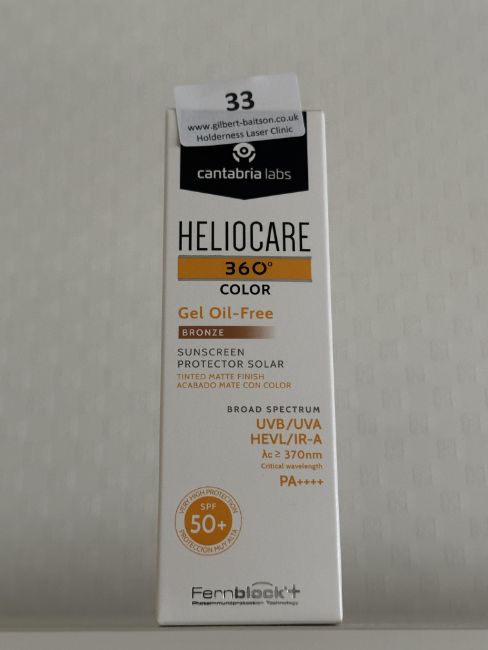 33
www.gilbert-baitson.co.uk
Holderness Laser Clinic
cantabria labs
HELIOCARE
360°
COLOR
Gel Oil-Free
BRONZE
SUNSCREEN
PROTECTOR SOLAR
TINTED MATTE FINISH
ACABADO MATE CON COLOR
BROAD SPECTRUM
UVB/UVA
HEVL/IR-A
λc ≥ 370nm
Critical wavelength
PA++++
VERY HIGH PROTECTION
SPF
50+
PROTECCIÓN MUY ALTA
Fernblock+
Photoimmunoprotection Technology